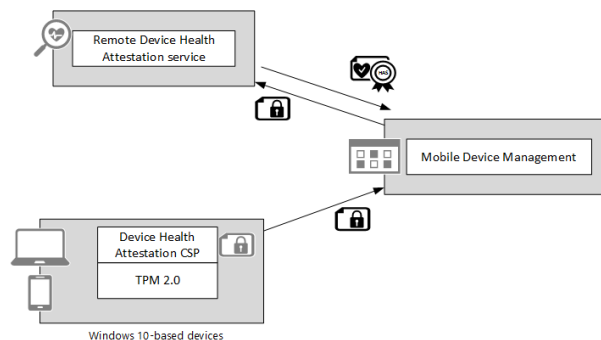 Remote Device Health
Attestation service
HAS
Mobile Device Management
Device Health
Attestation CSP
TPM 2.0
Windows 10-based devices